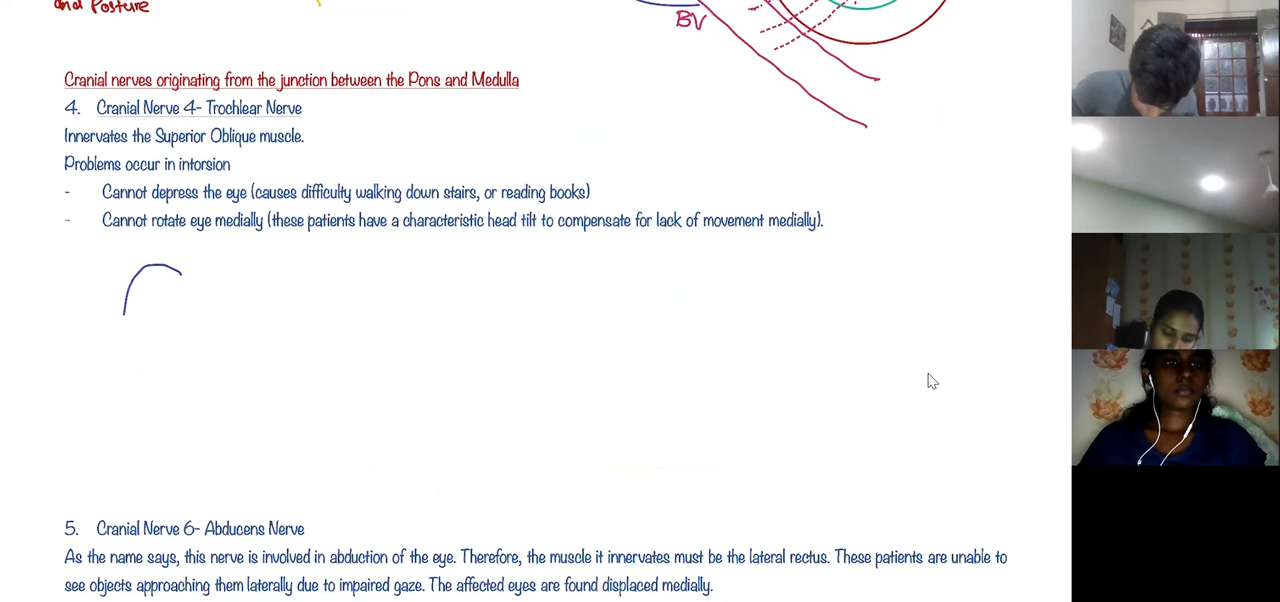 and Posture
BV
Cranial nerves originating from the junction between the Pons and Medulla
4. Cranial Nerve 4- Trochlear Nerve
Innervates the Superior Oblique muscle.
Problems occur in intorsion
- Cannot depress the eye (causes difficulty walking down stairs, or reading books)
- Cannot rotate eye medially (these patients have a characteristic head tilt to compensate for lack of movement medially).
5. Cranial Nerve 6- Abducens Nerve
As the name says, this nerve is involved in abduction of the eye. Therefore, the muscle it innervates must be the lateral rectus. These patients are unable to
see objects approaching them laterally due to impaired gaze. The affected eyes are found displaced medially.